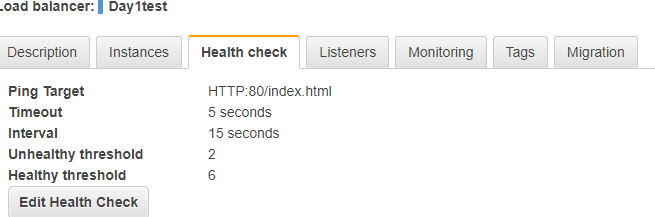 Load balancer: Day1test
Description Instances Health check Listeners Monitoring Tags Migration
Ping Target HTTP:80/index.html
Timeout 5 seconds
Interval 15 seconds
Unhealthy threshold 2
Healthy threshold 6
Edit Health Check